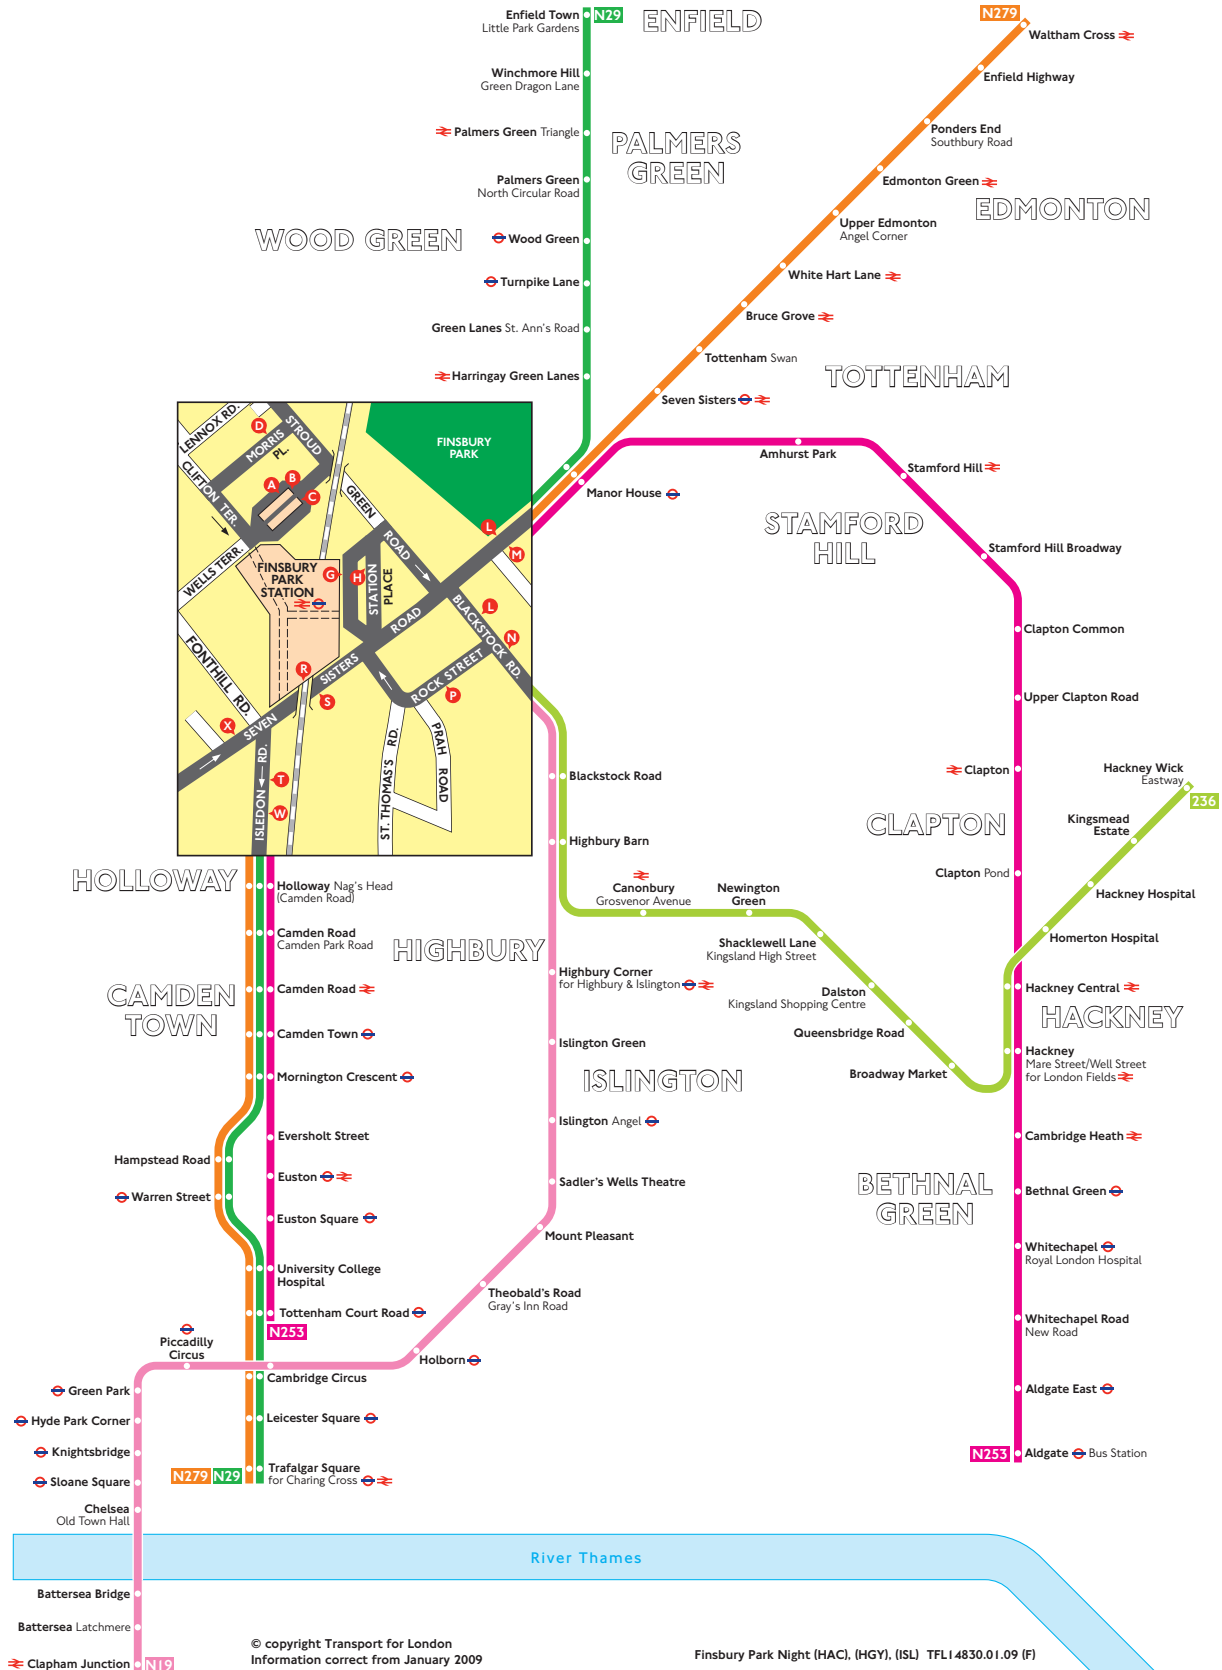 Enfield Town
Little Park Gardens
N29
ENFIELD
N279
Waltham Cross
Winchmore Hill
Green Dragon Lane
Enfield Highway
Palmers Green Triangle
PALMERS
GREEN
Ponders End
Southbury Road
Palmers Green
North Circular Road
Edmonton Green
EDMONTON
Upper Edmonton
Angel Corner
WOOD GREEN
Wood Green
Turnpike Lane
White Hart Lane
Bruce Grove
Green Lanes St. Ann's Road
Tottenham Swan
TOTTENHAM
Harringay Green Lanes
Seven Sisters
Amhurst Park
Stamford Hill
Manor House
STAMFORD
HILL
Stamford Hill Broadway
Clapton Common
Upper Clapton Road
Clapton
CLAPTON
Clapton Pond
LENNOX RD.
D
STROUD
MORRIS
PL.
FINSBURY
PARK
CLIFTON TER.
A
B
C
GREEN
ROAD
L
M
WELLS TERR.
FINSBURY
PARK
STATION
G
H
STATION
PLACE
L
N
BLACKSTOCK RD.
ROAD
SISTERS
SEVEN
FONTHILL RD.
R
S
ROCK STREET
P
X
ISLEDON
RD.
T
W
ST. THOMAS'S RD.
PRAH
ROAD
Hackney Wick
Eastway
236
Kingsmead
Estate
Hackney Hospital
Homerton Hospital
Blackstock Road
Highbury Barn
Canonbury
Grosvenor Avenue
Newington
Green
Shacklewell Lane
Kingsland High Street
Dalston
Kingsland Shopping Centre
Queensbridge Road
Broadway Market
Hackney Central
HACKNEY
Hackney
Mare Street/Well Street
for London Fields
Cambridge Heath
BETHNAL
GREEN
Bethnal Green
Whitechapel
Royal London Hospital
Whitechapel Road
New Road
Aldgate East
N253
Aldgate Bus Station
HOLLOWAY
Holloway Nag's Head
(Camden Road)
Camden Road
Camden Park Road
HIGHBURY
Highbury Corner
for Highbury & Islington
Camden Road
CAMDEN
TOWN
Camden Town
Islington Green
Mornington Crescent
ISLINGTON
Islington Angel
Eversholt Street
Hampstead Road
Euston
Sadler's Wells Theatre
Warren Street
Euston Square
Mount Pleasant
University College
Hospital
Theobald's Road
Gray's Inn Road
Tottenham Court Road
N253
Piccadilly
Circus
Holborn
Cambridge Circus
Green Park
Hyde Park Corner
Leicester Square
Knightsbridge
N279
N29
Trafalgar Square
for Charing Cross
Sloane Square
Chelsea
Old Town Hall
River Thames
Battersea Bridge
Battersea Latchmere
Clapham Junction
N19
© copyright Transport for London
Information correct from January 2009
Finsbury Park Night (HAC), (HGY), (ISL) TFL14830.01.09 (F)